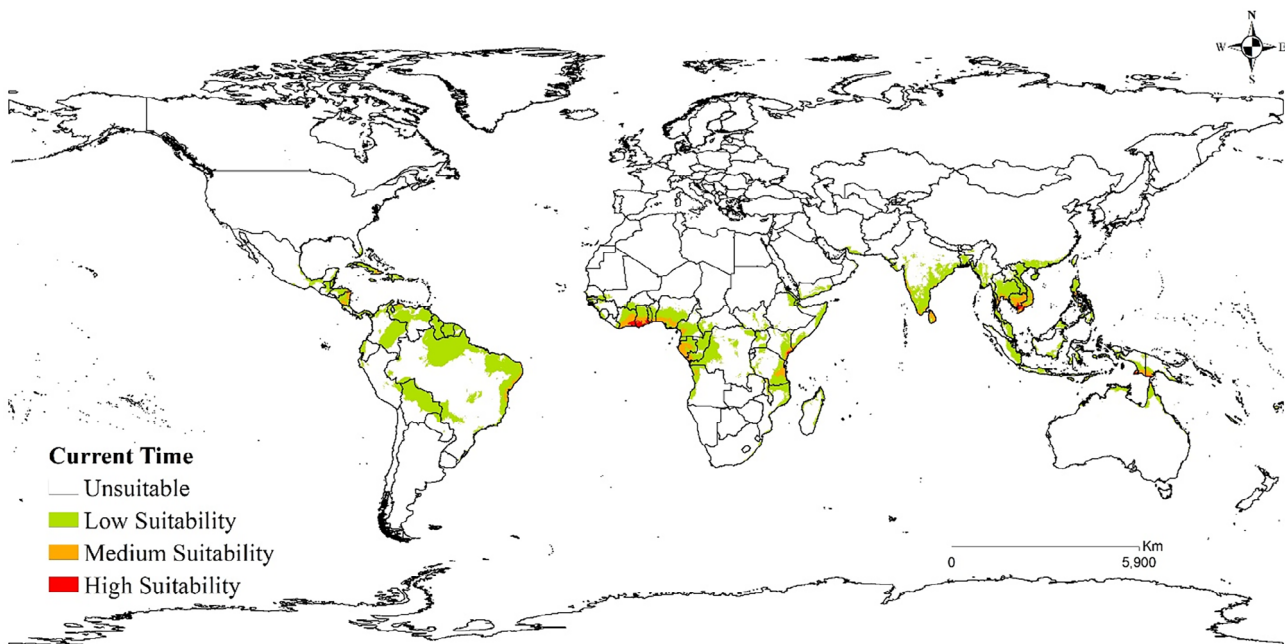 N
W
E
S
Current Time
Unsuitable
Low Suitability
Medium Suitability
High Suitability
Km
0
5,900